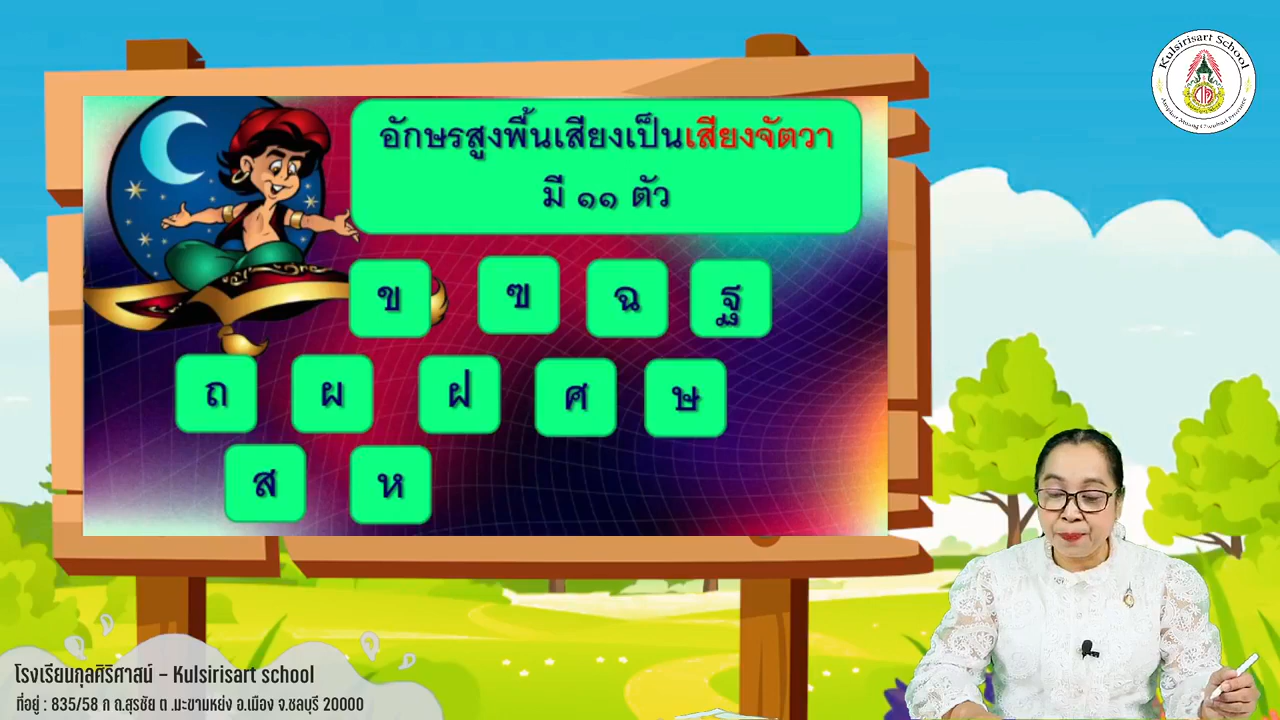 Kulsirisart School
อักษรสูงพื้นเสียงเป็นเสียงจัตวา
มี ๑๑ ตัว
ข ฃ ฉ ฐ
ถ ผ ฝ ศ ษ
ส ห
โรงเรียนกุลศิริศาสน์ - Kulsirisart school
ที่อยู่ : 835/58 ก ถ.สุรชัย ต .มะขามหย่ง อ.เมือง จ.ชลบุรี 20000